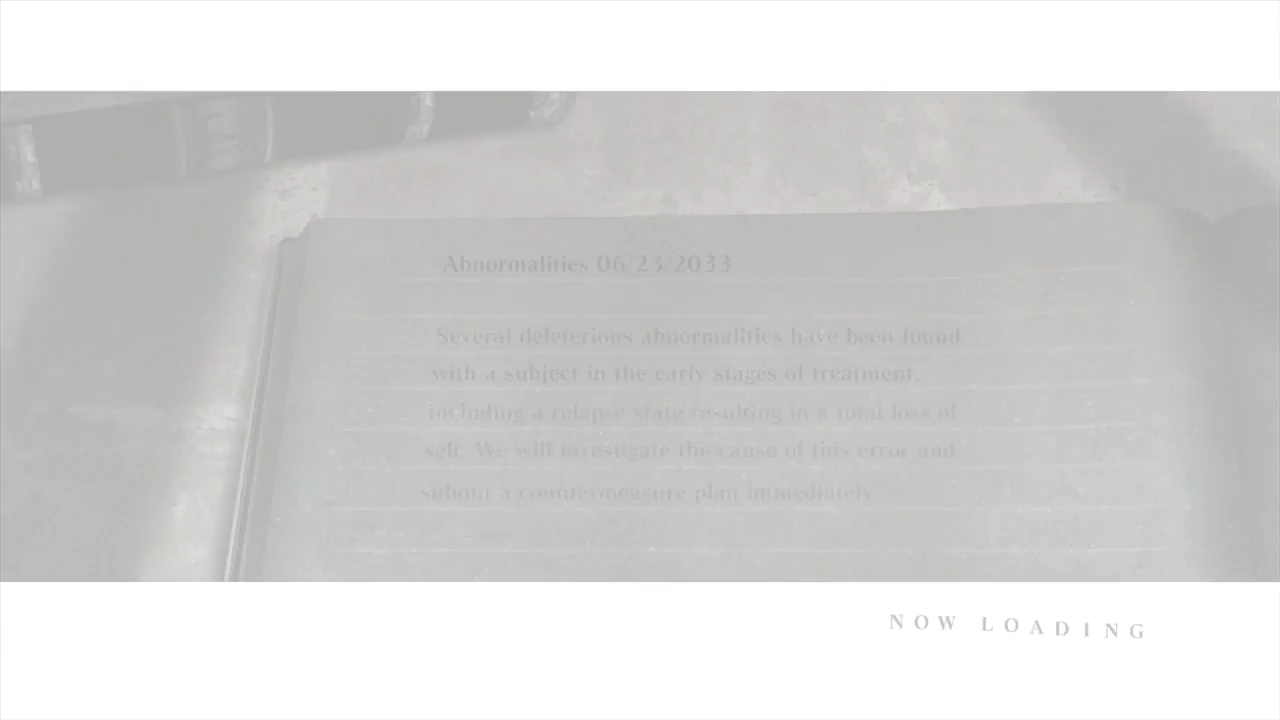 Abnormalities 06/23/2033
Several deleterious abnormalities have been found
with a subject in the early stages of treatment,
including a relapse state resulting in a total loss of
self. We will investigate the cause of this error and
submit a countermeasure plan immediately.
NOW LOADING